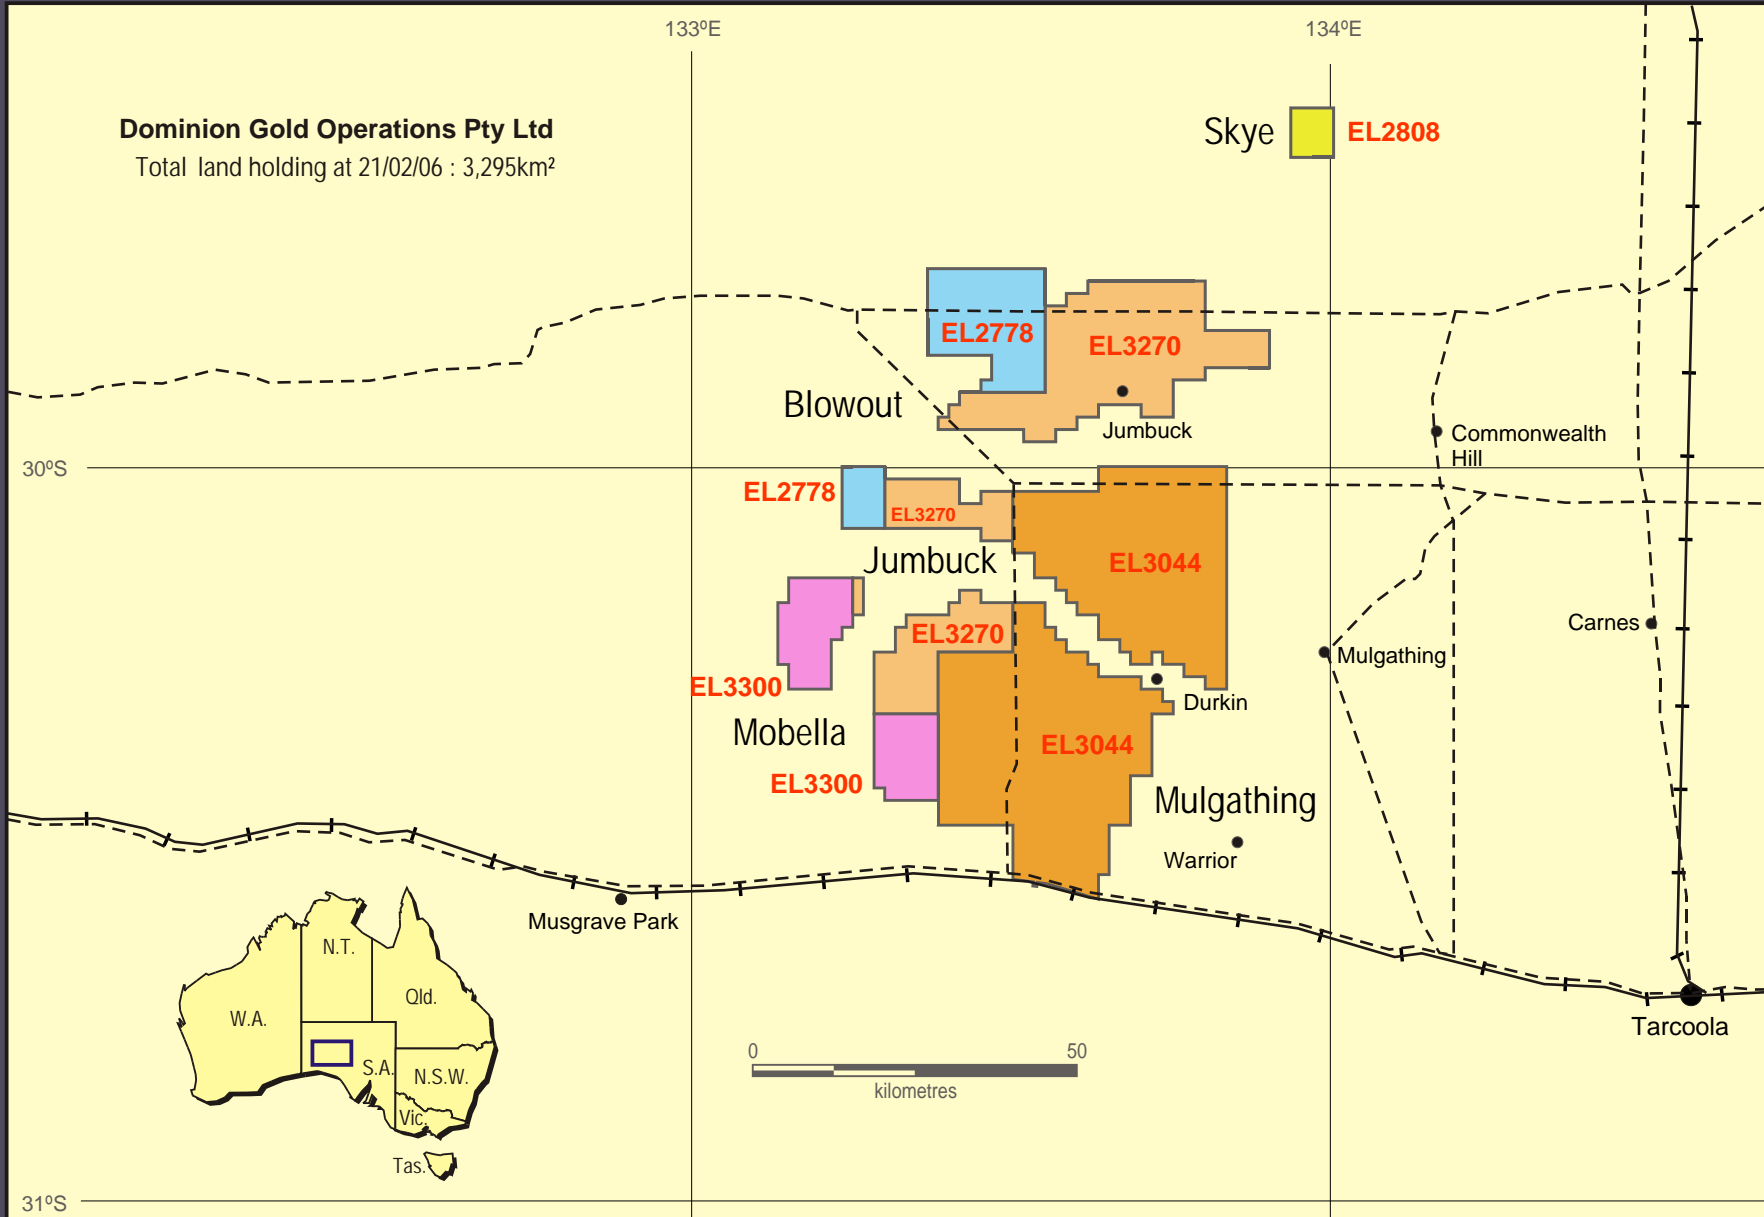 133ºE
134ºE
Dominion Gold Operations Pty Ltd
Total land holding at 21/02/06 : 3,295km²
Skye
EL2808
EL2778
EL3270
Blowout
Jumbuck
Commonwealth
Hill
30ºS
EL2778
EL3270
Jumbuck
EL3044
Carnes
EL3270
Mulgathing
EL3300
Durkin
Mobella
EL3044
EL3300
Mulgathing
Warrior
Musgrave Park
N.T.
Qld.
W.A.
S.A.
N.S.W.
Vic.
Tas.
Tarcoola
0
50
kilometres
31ºS